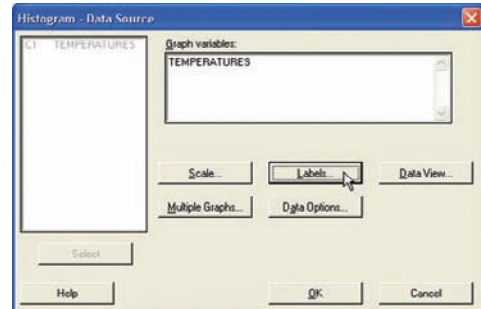 Histogram - Data Source
C1 TEMPERATURES
Graph variables:
TEMPERATURES
Scale...
Labels...
Data View...
Multiple Graphs...
Data Options...
Select
Help
OK
Cancel